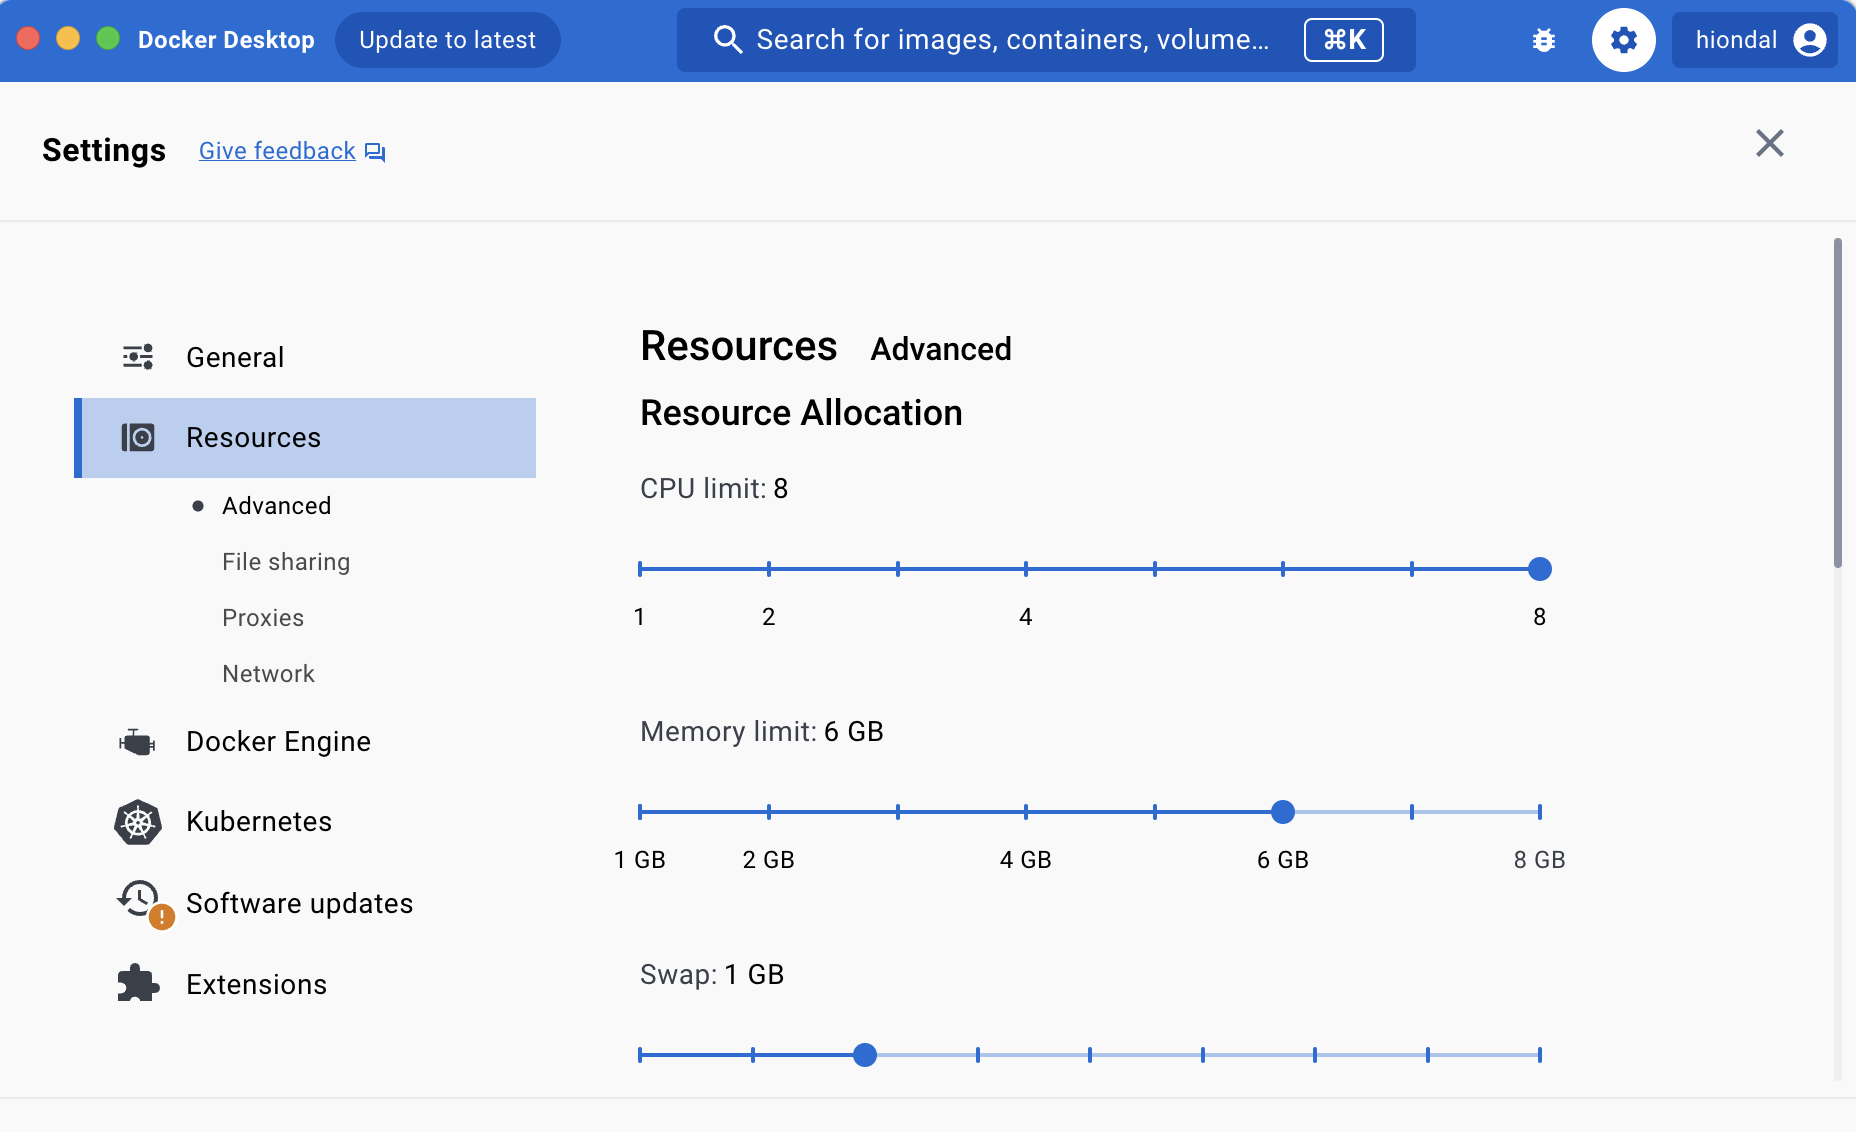 Docker Desktop
Update to latest
Search for images, containers, volume...
⌘K
hiondal
Settings
Give feedback
General
Resources
Advanced
File sharing
Proxies
Network
Docker Engine
Kubernetes
Software updates
Extensions
Resources Advanced
Resource Allocation
CPU limit: 8
1 2 4 8
Memory limit: 6 GB
1 GB 2 GB 4 GB 6 GB 8 GB
Swap: 1 GB